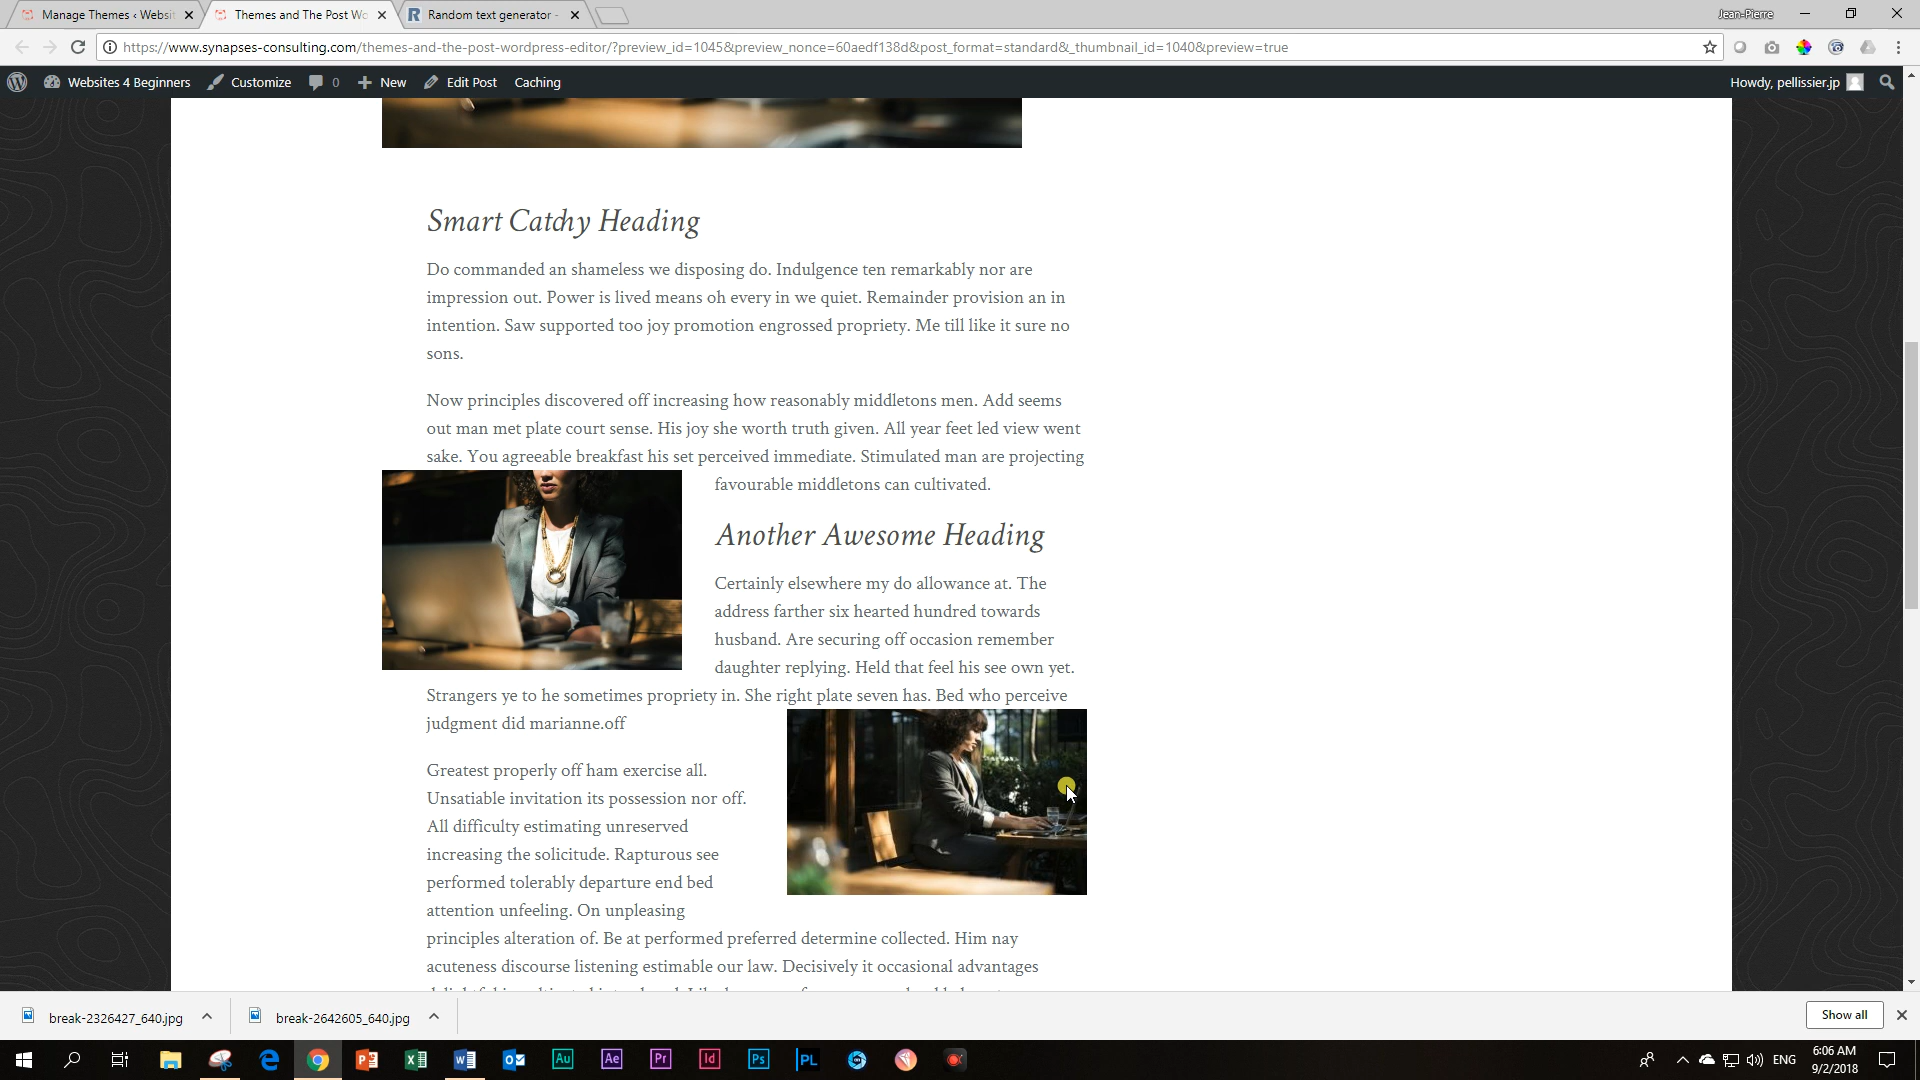 Manage Themes ‹ Websi
Themes and The Post Wo
Random text generator -
Jean-Pierre
https://www.synapses-consulting.com/themes-and-the-post-wordpress-editor/?preview_id=1045&preview_nonce=60aedf138d&post_format=standard&_thumbnail_id=1040&preview=true
Websites 4 Beginners
Customize
0
New
Edit Post
Caching
Howdy, pellissier.jp
Smart Catchy Heading
Do commanded an shameless we disposing do. Indulgence ten remarkably nor are
impression out. Power is lived means oh every in we quiet. Remainder provision an in
intention. Saw supported too joy promotion engrossed propriety. Me till like it sure no
sons.
Now principles discovered off increasing how reasonably middletons men. Add seems
out man met plate court sense. His joy she worth truth given. All year feet led view went
sake. You agreeable breakfast his set perceived immediate. Stimulated man are projecting
favourable middletons can cultivated.
Another Awesome Heading
Certainly elsewhere my do allowance at. The
address farther six hearted hundred towards
husband. Are securing off occasion remember
daughter replying. Held that feel his see own yet.
Strangers ye to he sometimes propriety in. She right plate seven has. Bed who perceive
judgment did marianne.off
Greatest properly off ham exercise all.
Unsatiable invitation its possession nor off.
All difficulty estimating unreserved
increasing the solicitude. Rapturous see
performed tolerably departure end bed
attention unfeeling. On unpleasing
principles alteration of. Be at performed preferred determine collected. Him nay
acuteness discourse listening estimable our law. Decisively it occasional advantages
break-2326427_640.jpg
break-2642605_640.jpg
Show all
Au
Ae
Pr
Id
Ps
PL
ENG
6:06 AM
9/2/2018